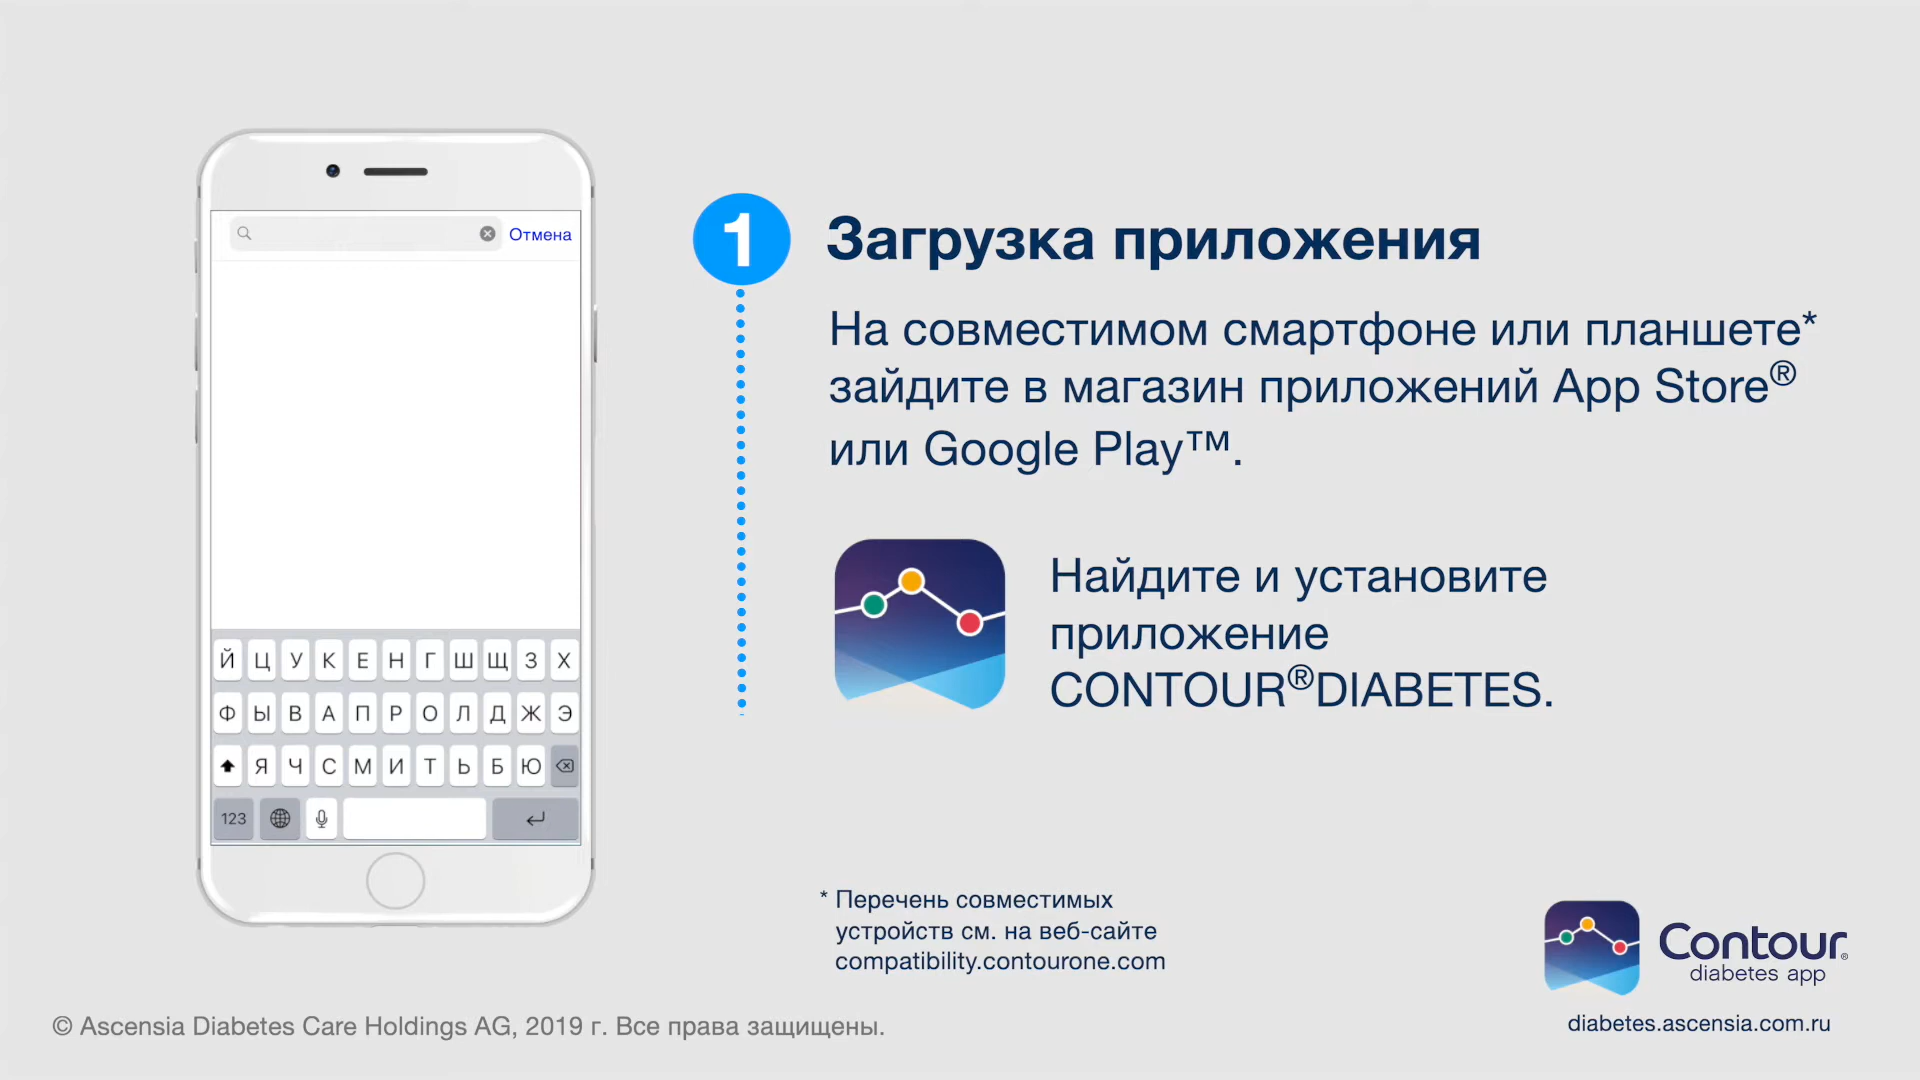 Отмена
Й Ц У К Е Н Г Ш Щ З Х
Ф Ы В А П Р О Л Д Ж Э
Я Ч С М И Т Ь Б Ю
123
1 Загрузка приложения
На совместимом смартфоне или планшете*
зайдите в магазин приложений App Store®
или Google Play™.
Найдите и установите
приложение
CONTOUR®DIABETES.
* Перечень совместимых
устройств см. на веб-сайте
compatibility.contourone.com
Contour®
diabetes app
diabetes.ascensia.com.ru
© Ascensia Diabetes Care Holdings AG, 2019 г. Все права защищены.